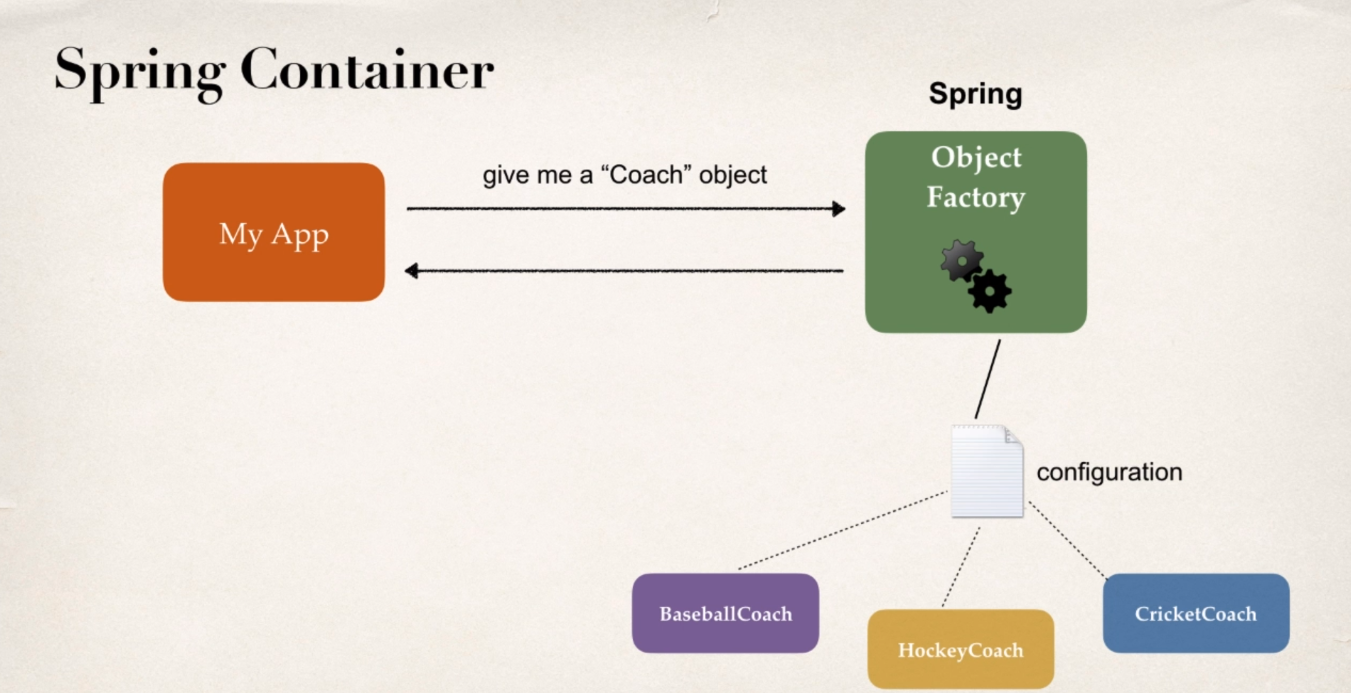 Spring Container
Spring
Object
Factory
give me a “Coach” object
My App
configuration
BaseballCoach
HockeyCoach
CricketCoach